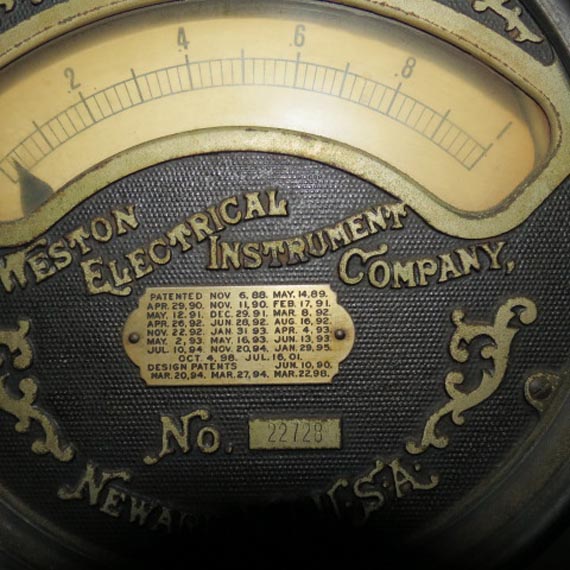 2 4 6 8 1
WESTON
ELECTRICAL
INSTRUMENT
COMPANY,
PATENTED NOV. 6, 88. MAY. 14, 89.
APR. 29, 90. NOV. 11, 90. FEB. 17, 91.
MAY. 12, 91. DEC. 29, 91. MAR. 8, 92.
APR. 26, 92. JUN. 28, 92. AUG. 16, 92.
NOV. 22, 92. JAN. 31, 93. APR. 4, 93.
MAY. 2, 93. MAY. 16, 93. JUN. 13, 93.
JUL. 10, 94. NOV. 20, 94. JAN. 29, 95.
OCT. 4, 98. JUL. 16, 01.
DESIGN PATENTS JUN. 10, 90.
MAR. 20, 94. MAR. 27, 94. MAR. 22, 98.
No. 22728
U.S.A.